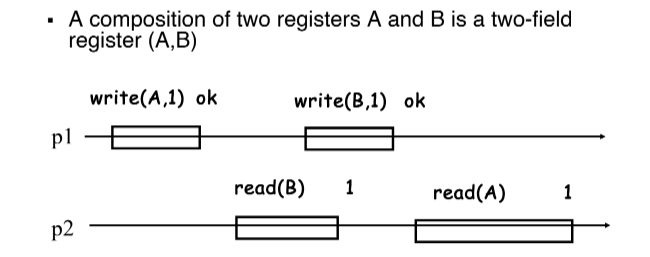 ▪ A composition of two registers A and B is a two-field
register (A,B)
write(A,1) ok write(B,1) ok
p1
read(B) 1 read(A) 1
p2